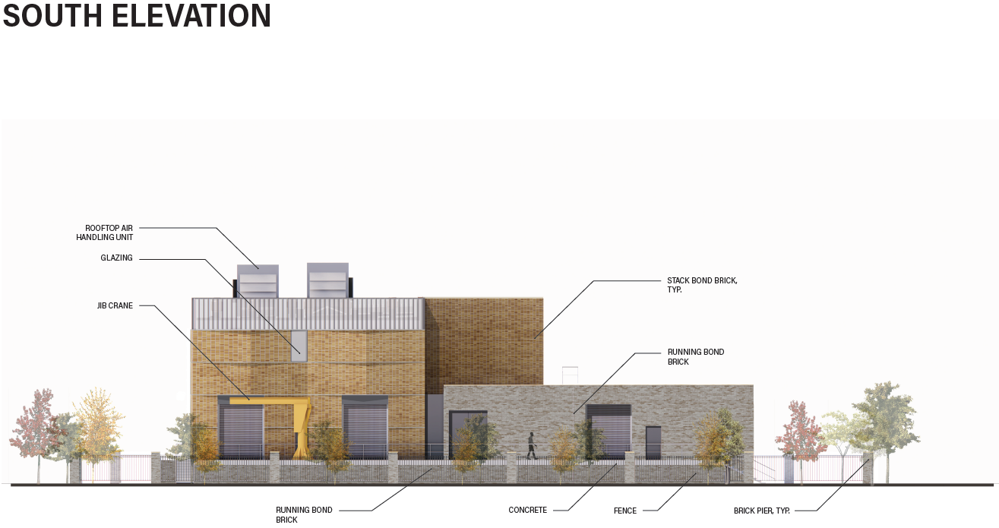 SOUTH ELEVATION
ROOFTOP AIR
HANDLING UNIT
GLAZING
JIB CRANE
STACK BOND BRICK,
TYP.
RUNNING BOND
BRICK
RUNNING BOND
BRICK
CONCRETE
FENCE
BRICK PIER, TYP.